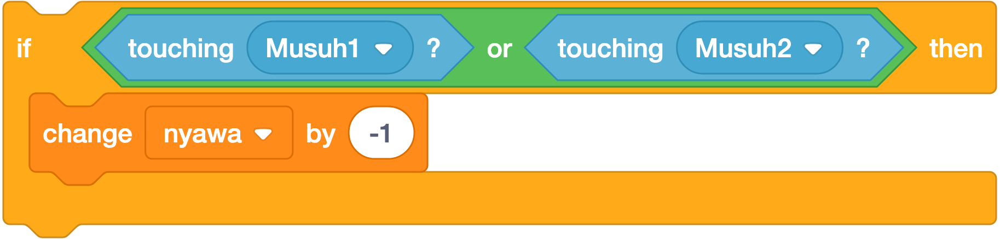 if touching Musuh1 ? or touching Musuh2 ? then
change nyawa by -1